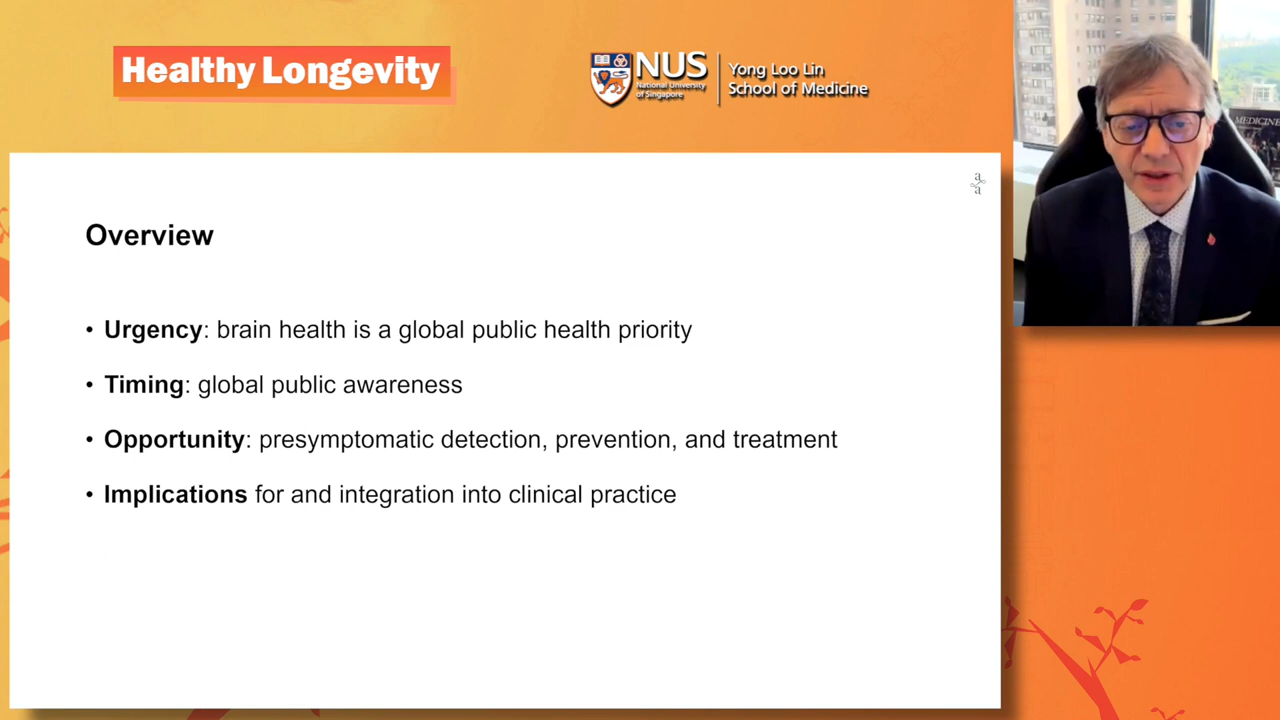 Healthy Longevity
NUS
National University
of Singapore
Yong Loo Lin
School of Medicine
MEDICINE
a
a
Overview
• Urgency: brain health is a global public health priority
• Timing: global public awareness
• Opportunity: presymptomatic detection, prevention, and treatment
• Implications for and integration into clinical practice